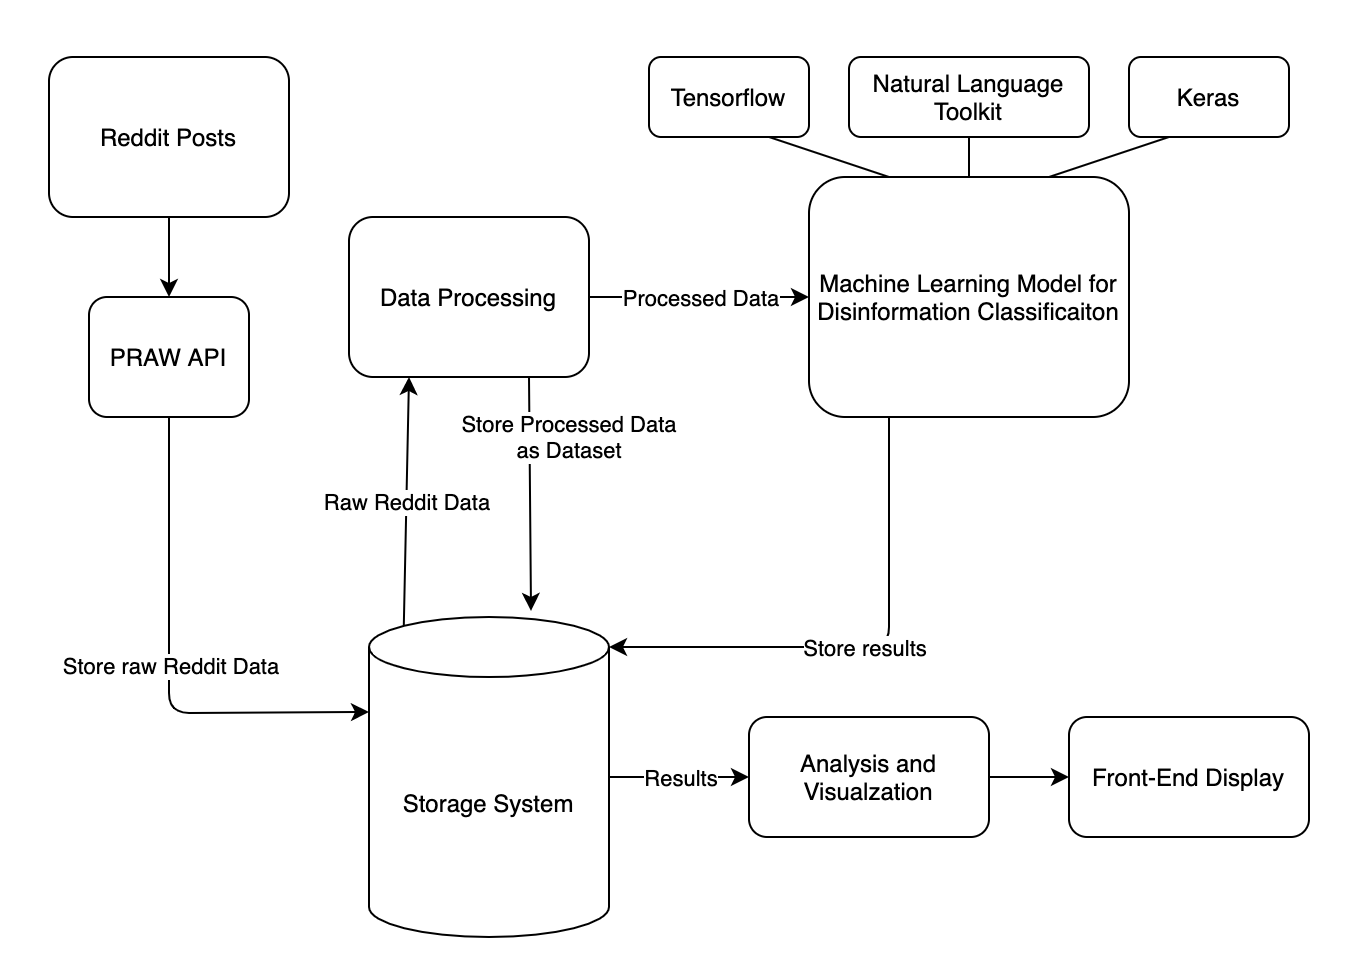 Reddit Posts
Tensorflow
Natural Language
Toolkit
Keras
PRAW API
Data Processing
Processed Data
Machine Learning Model for
Disinformation Classificaiton
Store Processed Data
as Dataset
Raw Reddit Data
Store raw Reddit Data
Store results
Storage System
Results
Analysis and
Visualzation
Front-End Display